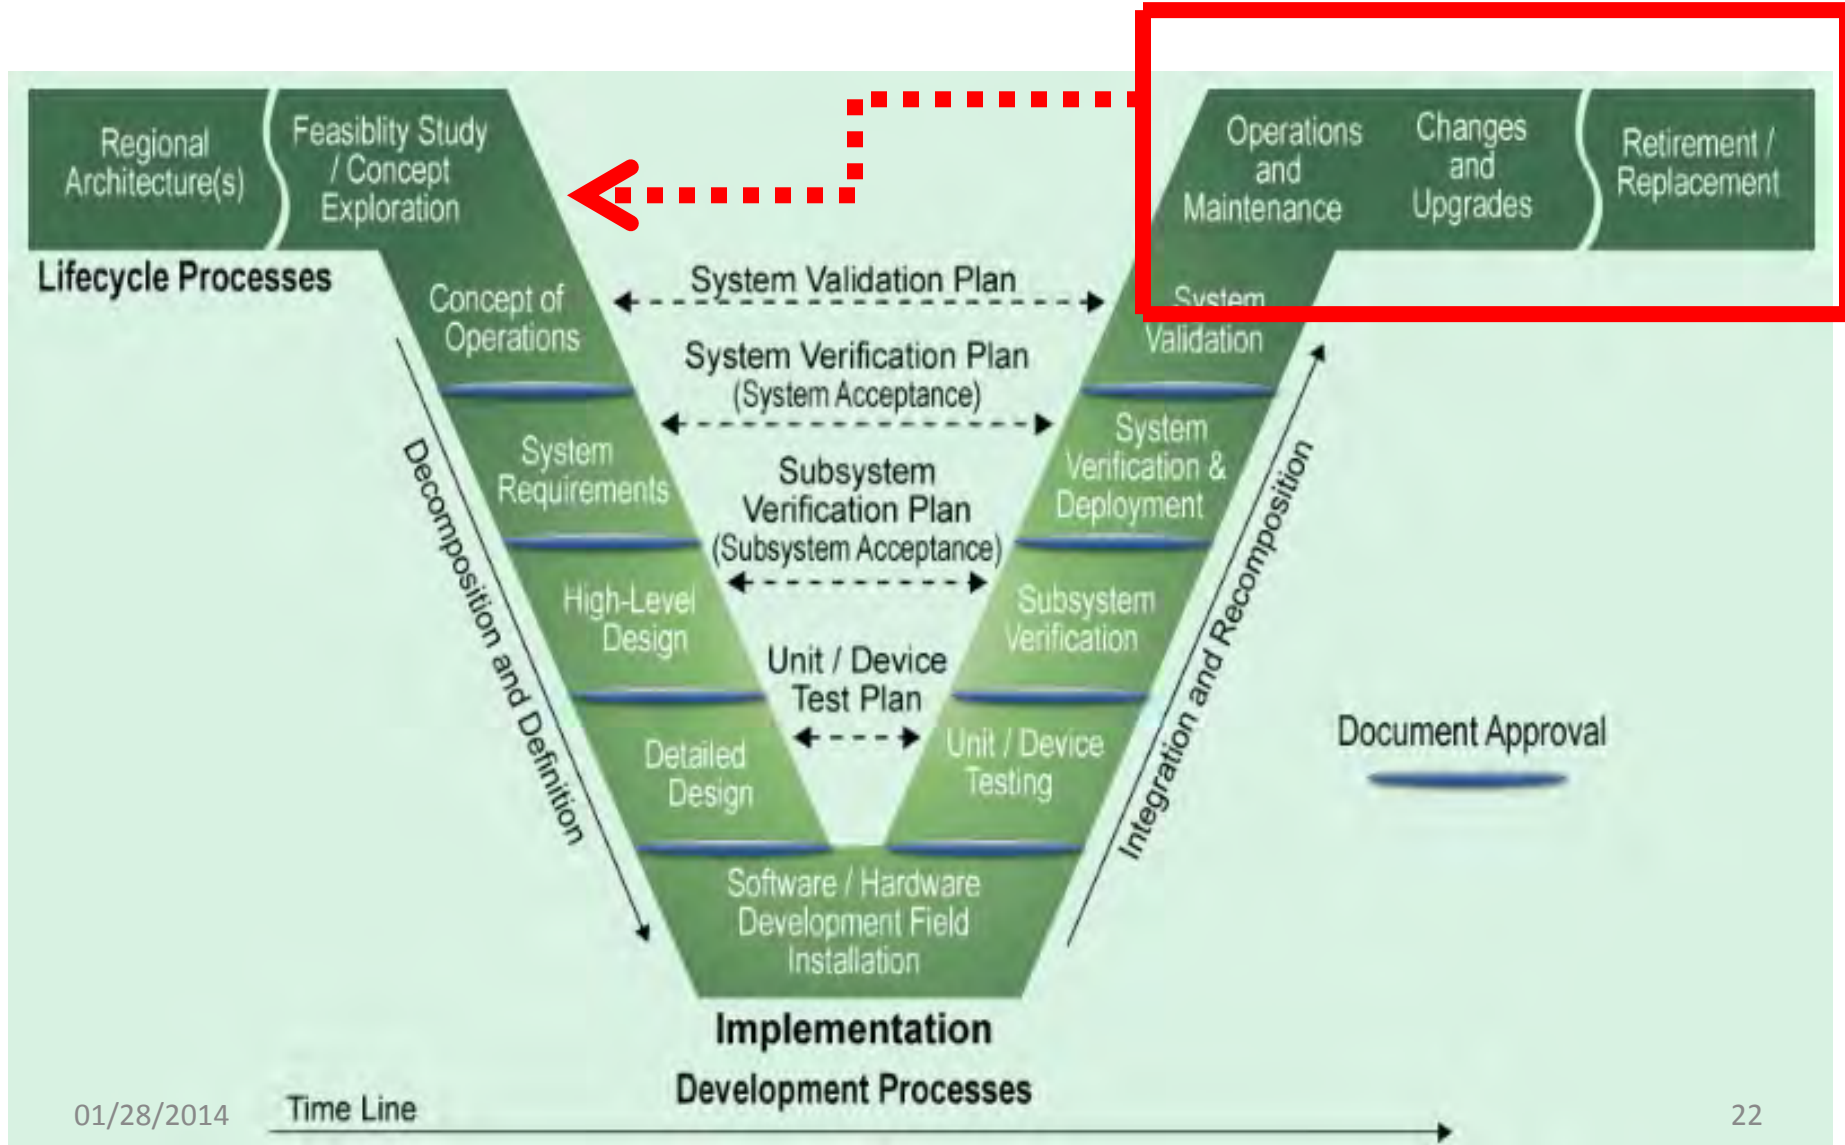 Regional
Architecture(s)
Feasiblity Study
/ Concept
Exploration
Operations
and
Maintenance
Changes
and
Upgrades
Retirement /
Replacement
Lifecycle Processes
Concept of
Operations
System Validation Plan
System
Validation
System Verification Plan
(System Acceptance)
System
Requirements
System
Verification &
Deployment
Subsystem
Verification Plan
(Subsystem Acceptance)
High-Level
Design
Subsystem
Verification
Unit / Device
Test Plan
Detailed
Design
Unit / Device
Testing
Decomposition and Definition
Integration and Recomposition
Document Approval
Software / Hardware
Development Field
Installation
Implementation
Development Processes
01/28/2014
Time Line
22